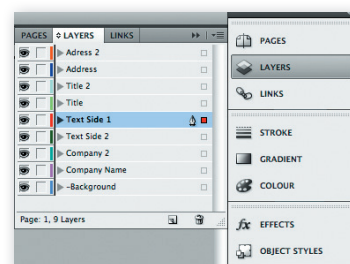 PAGES LAYERS LINKS
Adress 2
Address
Title 2
Title
Text Side 1
Text Side 2
Company 2
Company Name
-Background
Page: 1, 9 Layers
PAGES
LAYERS
LINKS
STROKE
GRADIENT
COLOUR
fx EFFECTS
OBJECT STYLES